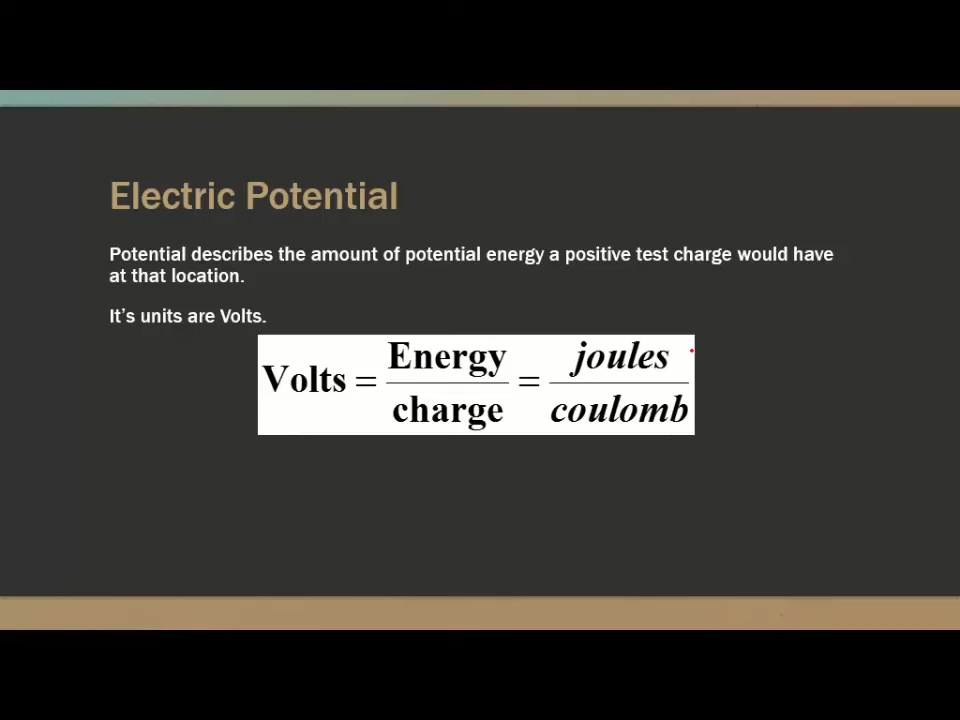 Electric Potential
Potential describes the amount of potential energy a positive test charge would have
at that location.
It's units are Volts.
Volts = Energy / charge = joules / coulomb